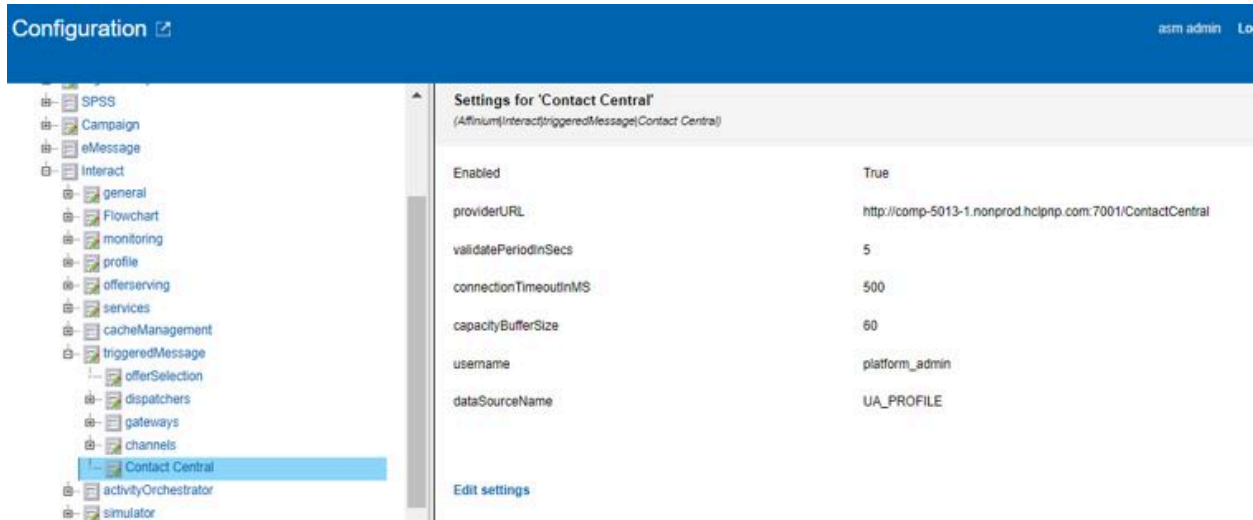 Configuration
asm admin
SPSS
Campaign
eMessage
Interact
general
Flowchart
monitoring
profile
offerserving
services
cacheManagement
triggeredMessage
offerSelection
dispatchers
gateways
channels
Contact Central
activityOrchestrator
simulator
Settings for 'Contact Central'
(Affinium|Interact|triggeredMessage|Contact Central)
Enabled True
providerURL http://comp-5013-1.nonprod.hclpnp.com:7001/ContactCentral
validatePeriodInSecs 5
connectionTimeoutInMS 500
capacityBufferSize 60
username platform_admin
dataSourceName UA_PROFILE
Edit settings